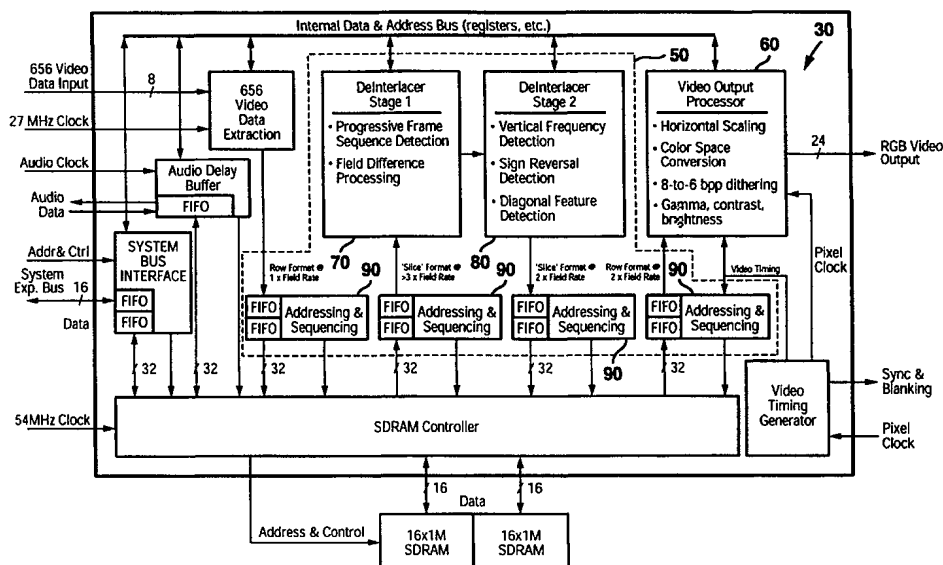 Internal Data & Address Bus (registers, etc.)
50
60
30
656 Video
Data Input
8
27 MHz Clock
Audio Clock
Audio
Data
Addr& Ctrl
System
Exp. Bus
16
Data
54MHz Clock
656
Video
Data
Extraction
Audio Delay
Buffer
FIFO
SYSTEM
BUS
INTERFACE
FIFO
FIFO
DeInterlacer
Stage 1
• Progressive Frame
Sequence Detection
• Field Difference
Processing
70
DeInterlacer
Stage 2
• Vertical Frequency
Detection
• Sign Reversal
Detection
• Diagonal Feature
Detection
80
Video Output
Processor
• Horizontal Scaling
• Color Space
Conversion
• 8-to-6 bpp dithering
• Gamma, contrast,
brightness
24
RGB Video
Output
Pixel
Clock
Row Format @
1 x Field Rate
90
'Slice' Format @
>3 x Field Rate
90
'Slice' Format @
2 x Field Rate
Row Format @
2 x Field Rate
90
Video Timing
FIFO
FIFO
Addressing &
Sequencing
FIFO
FIFO
Addressing &
Sequencing
FIFO
FIFO
Addressing &
Sequencing
90
FIFO
FIFO
Addressing &
Sequencing
32
32
32
32
32
32
SDRAM Controller
Video
Timing
Generator
Sync &
Blanking
Pixel
Clock
16
16
Data
Address & Control
16x1M
SDRAM
16x1M
SDRAM